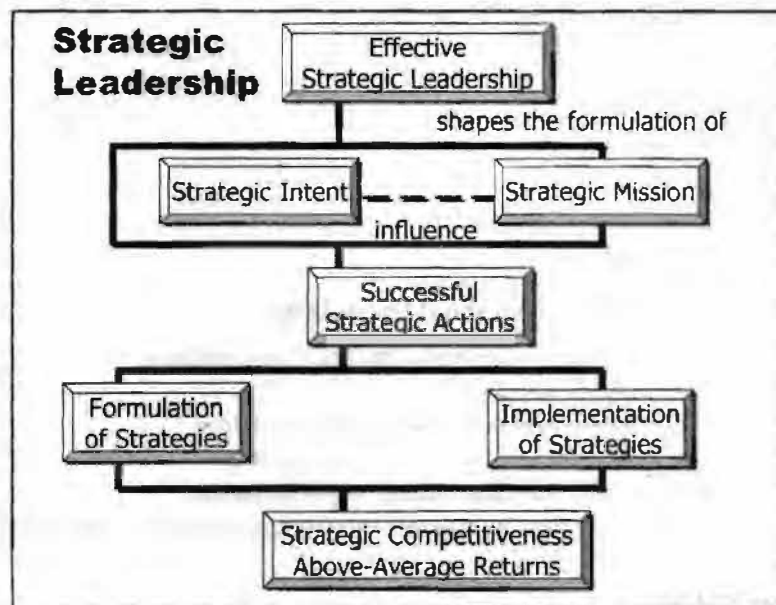 Strategic
Leadership
Effective
Strategic Leadership
shapes the formulation of
Strategic Intent
Strategic Mission
influence
Successful
Strategic Actions
Formulation
of Strategies
Implementation
of Strategies
Strategic Competitiveness
Above-Average Returns